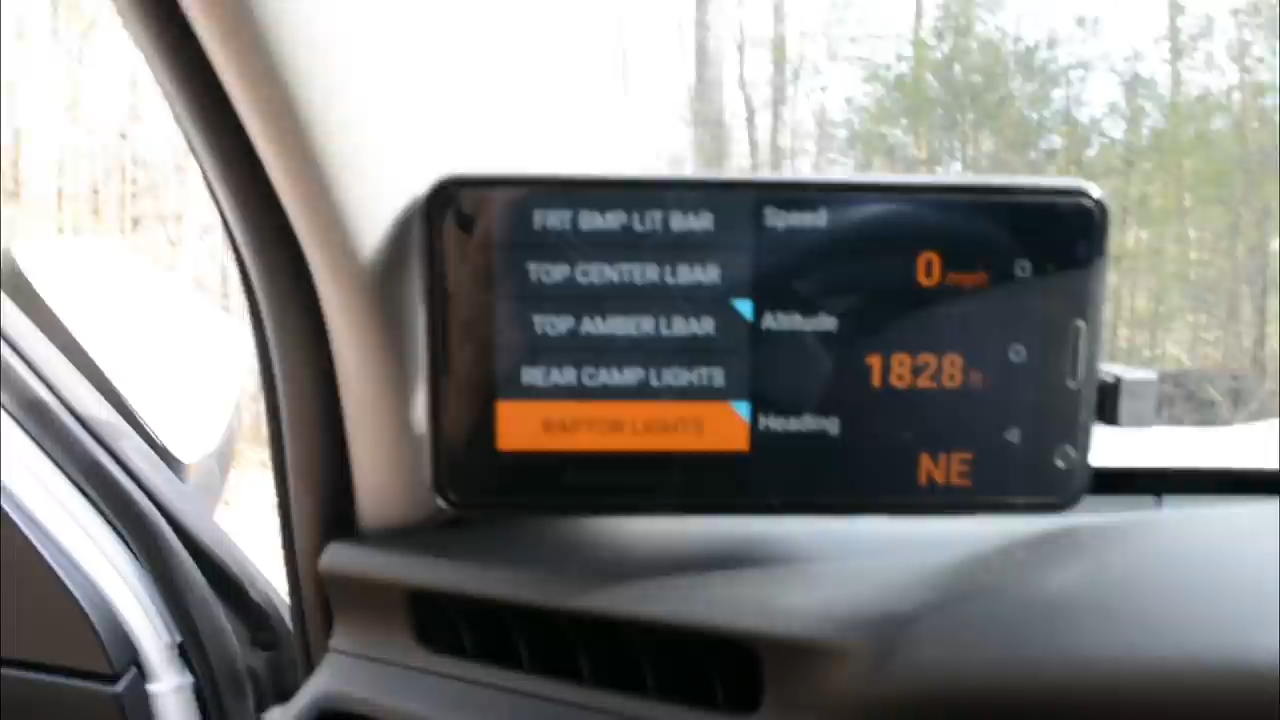 FRT BMP LIT BAR
TOP CENTER LBAR
TOP AMBER LBAR
REAR CAMP LIGHTS
RAPTOR LIGHTS
Speed
0 mph
Altitude
1828 ft
Heading
NE